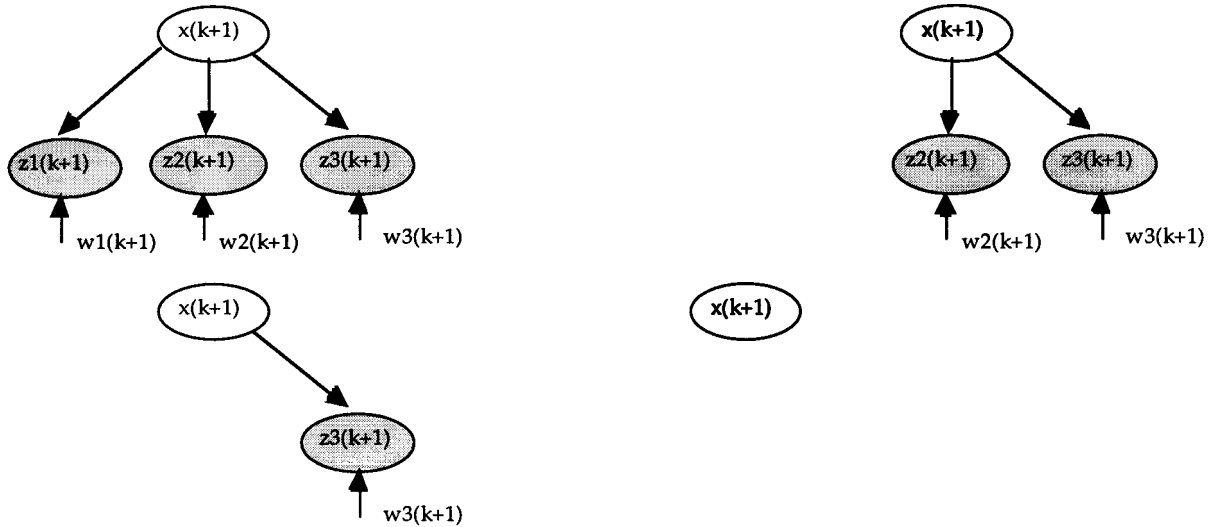 x(k+1)
z1(k+1) z2(k+1) z3(k+1)
w1(k+1) w2(k+1) w3(k+1)
x(k+1)
z2(k+1) z3(k+1)
w2(k+1) w3(k+1)
x(k+1)
z3(k+1)
w3(k+1)
x(k+1)